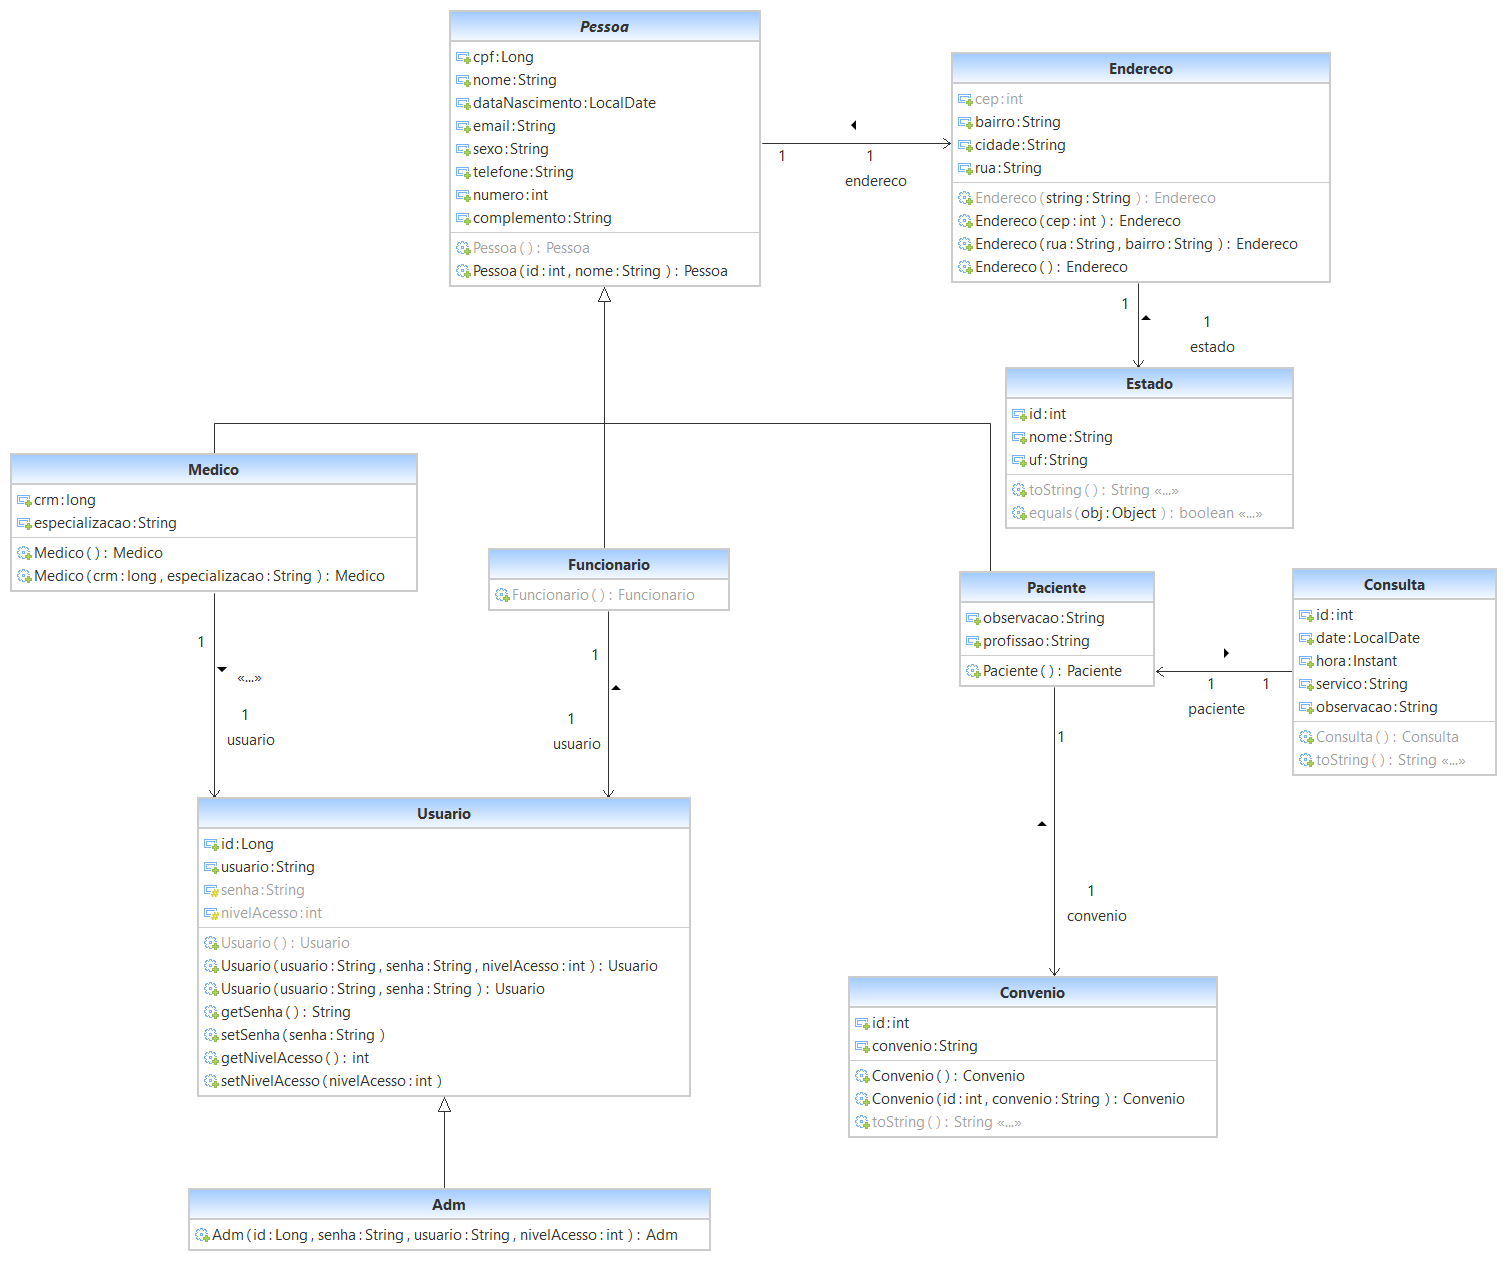 Pessoa
cpf:Long
nome:String
dataNascimento:LocalDate
email:String
sexo:String
telefone:String
numero:int
complemento:String
Pessoa(): Pessoa
Pessoa(id:int,nome:String): Pessoa
1
1
endereco
Endereco
cep:int
bairro:String
cidade:String
rua:String
Endereco(string:String): Endereco
Endereco(cep:int): Endereco
Endereco(rua:String,bairro:String): Endereco
Endereco(): Endereco
1
1
estado
Estado
id:int
nome:String
uf:String
toString(): String «...»
equals(obj:Object): boolean «...»
Medico
crm:long
especializacao:String
Medico(): Medico
Medico(crm:long,especializacao:String): Medico
1
«...»
1
usuario
Funcionario
Funcionario(): Funcionario
1
1
usuario
Paciente
observacao:String
profissao:String
Paciente(): Paciente
1
1
paciente
Consulta
id:int
date:LocalDate
hora:Instant
servico:String
observacao:String
Consulta(): Consulta
toString(): String «...»
1
1
convenio
Usuario
id:Long
usuario:String
senha:String
nivelAcesso:int
Usuario(): Usuario
Usuario(usuario:String,senha:String,nivelAcesso:int): Usuario
Usuario(usuario:String,senha:String): Usuario
getSenha(): String
setSenha(senha:String)
getNivelAcesso(): int
setNivelAcesso(nivelAcesso:int)
Convenio
id:int
convenio:String
Convenio(): Convenio
Convenio(id:int,convenio:String): Convenio
toString(): String «...»
Adm
Adm(id:Long,senha:String,usuario:String,nivelAcesso:int): Adm